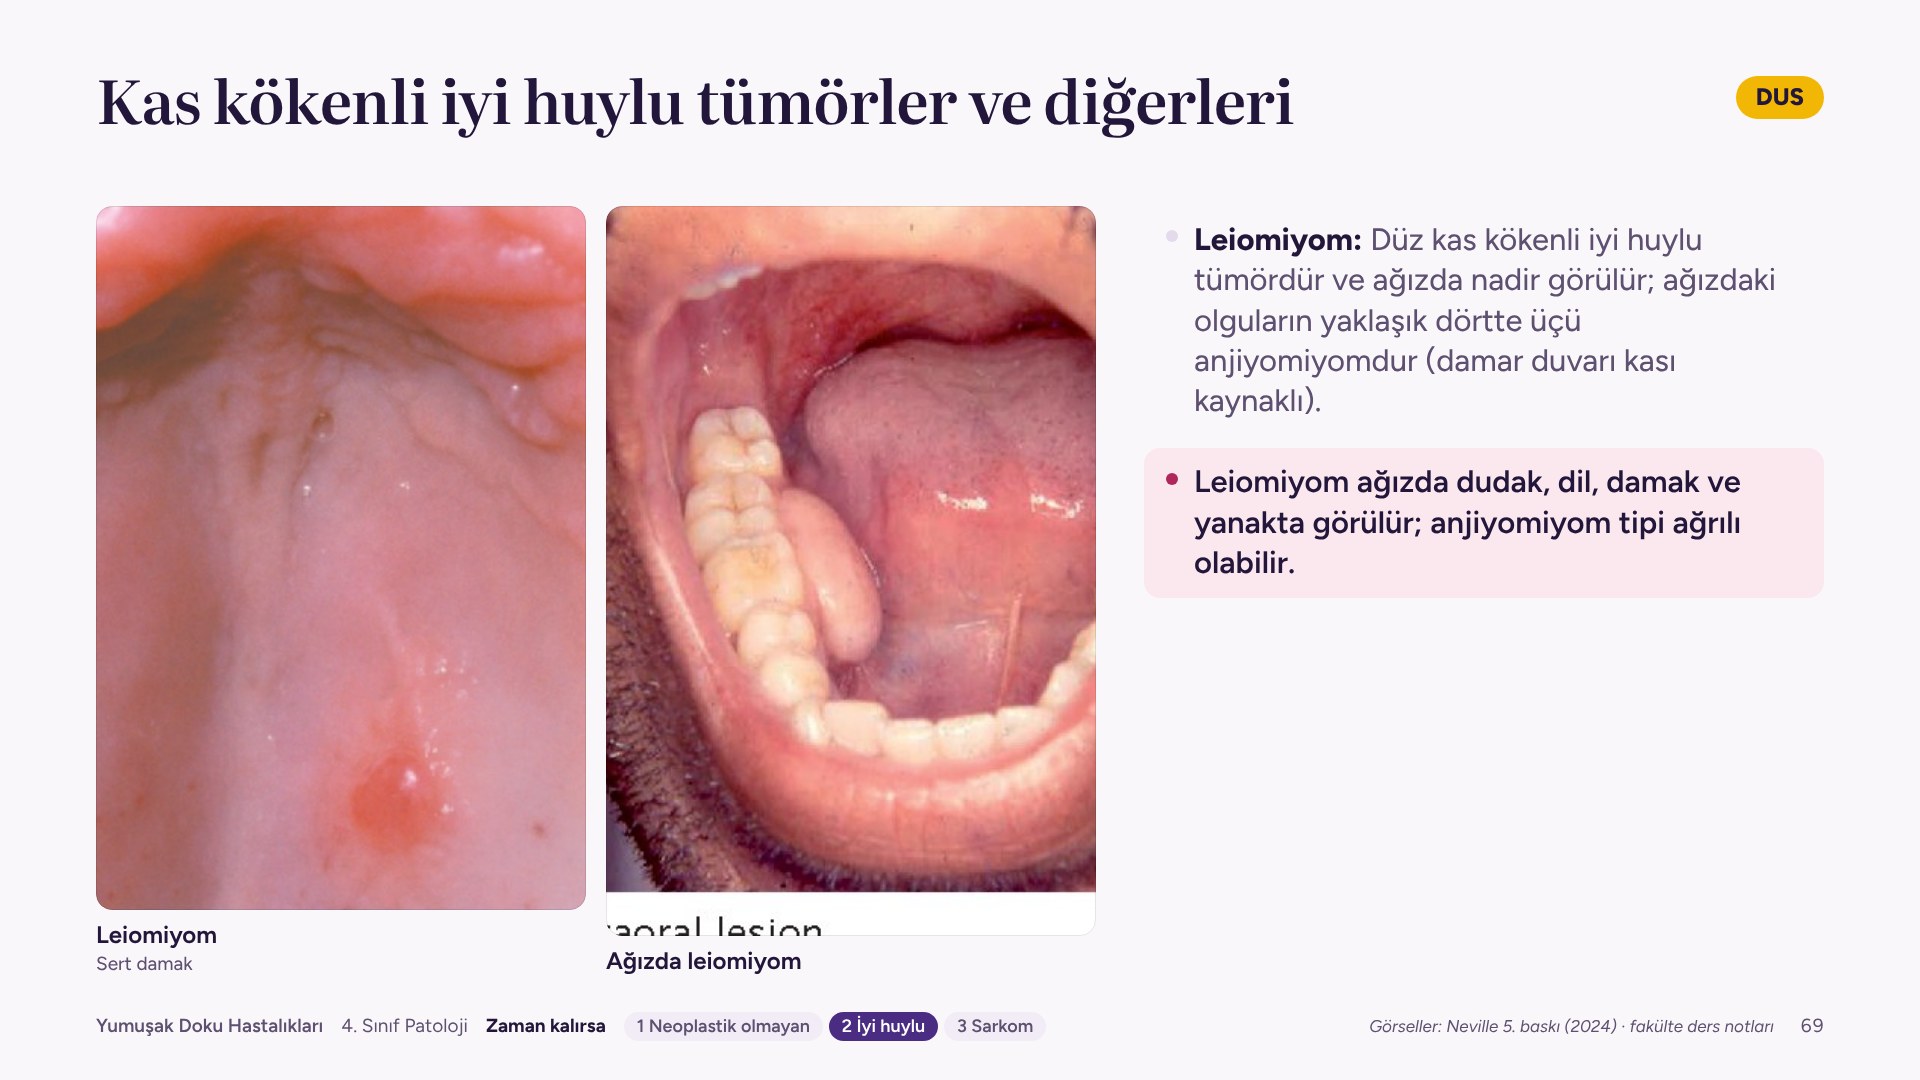 Kas kökenli iyi huylu tümörler ve diğerleri
DUS
Leiomiyom: Düz kas kökenli iyi huylu
tümördür ve ağızda nadir görülür; ağızdaki
olguların yaklaşık dörtte üçü
anjiyomiyomdur (damar duvarı kası
kaynaklı).
Leiomiyom ağızda dudak, dil, damak ve
yanakta görülür; anjiyomiyom tipi ağrılı
olabilir.
lesion
Leiomiyom
Sert damak
Ağızda leiomiyom
Yumuşak Doku Hastalıkları 4. Sınıf Patoloji Zaman kalırsa 1 Neoplastik olmayan 2 İyi huylu 3 Sarkom
Görseller: Neville 5. baskı (2024) · fakülte ders notları 69